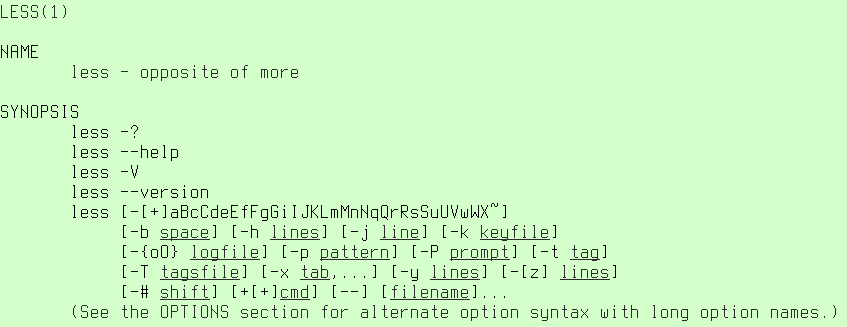 LESS(1)
NAME
less - opposite of more
SYNOPSIS
less -?
less --help
less -V
less --version
less [-[+]aBcCdeEfFgGiIJKLmMnNqQrRsSuUVwWX~]
[-b space] [-h lines] [-j line] [-k keyfile]
[-{oO} logfile] [-p pattern] [-P prompt] [-t tag]
[-T tagsfile] [-x tab,...] [-y lines] [-[z] lines]
[-# shift] [+[+]cmd] [--] [filename]...
(See the OPTIONS section for alternate option syntax with long option names.)